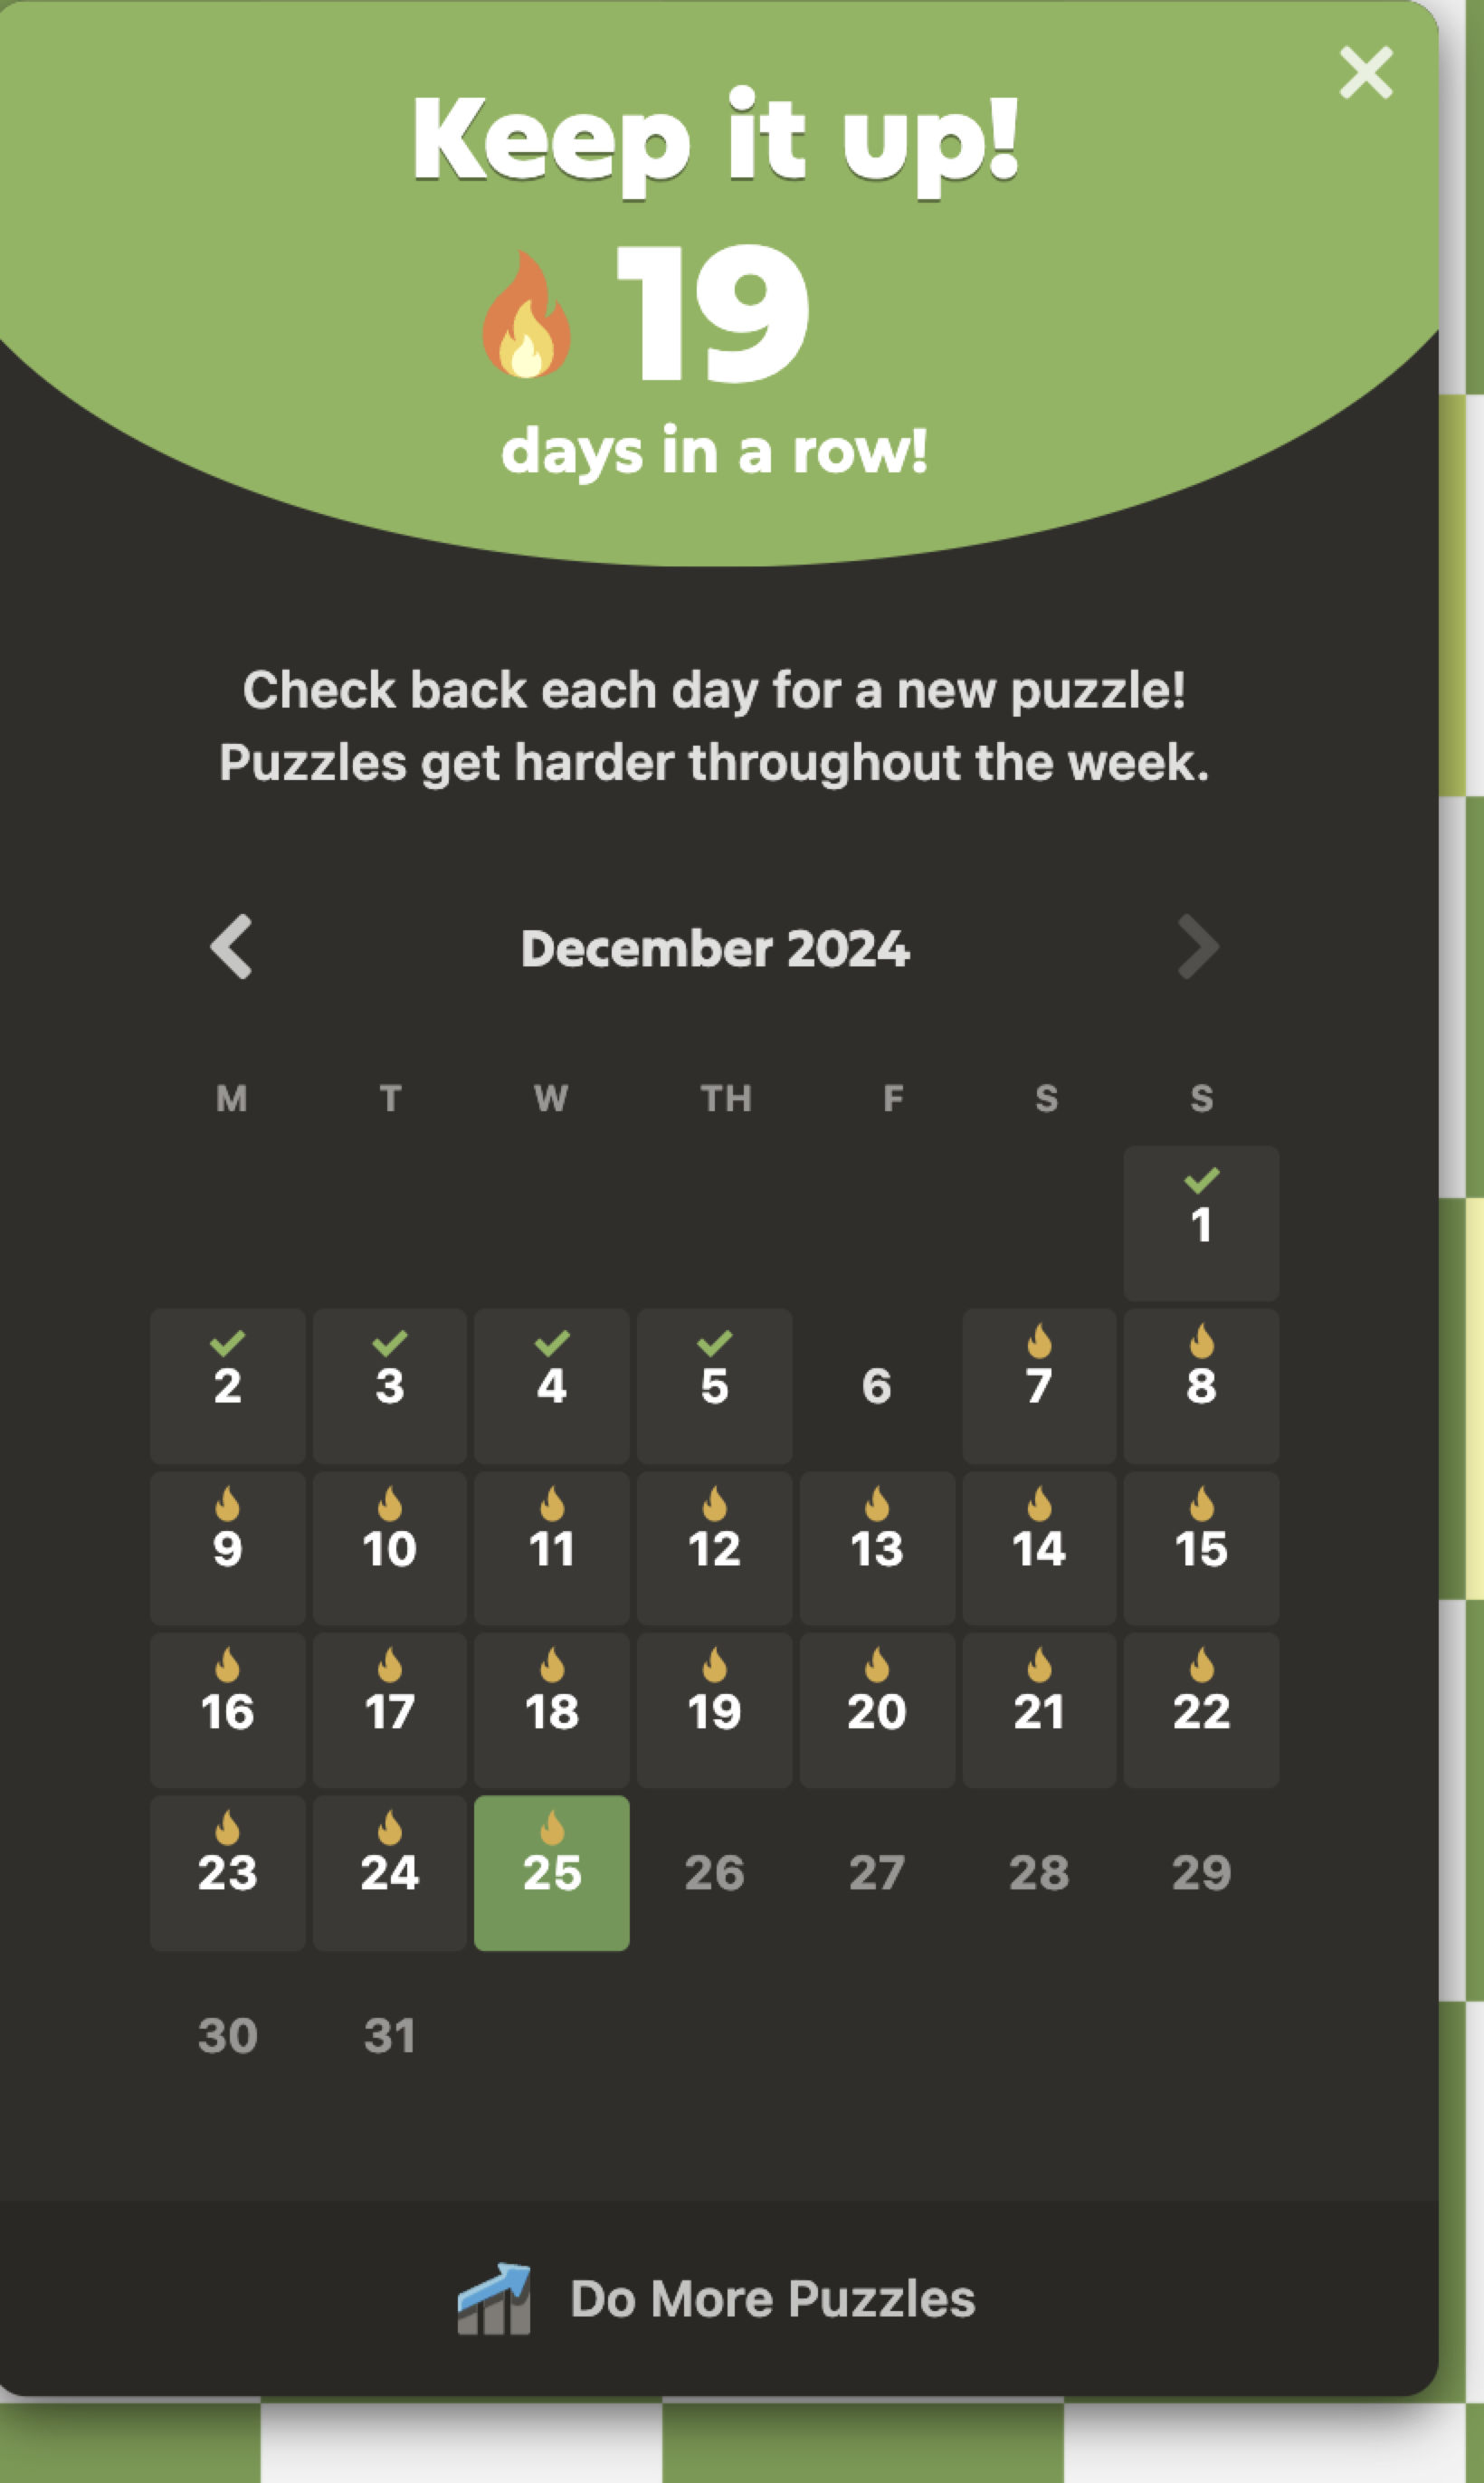 Keep it up!
19
days in a row!
Check back each day for a new puzzle!
Puzzles get harder throughout the week.
December 2024
M T W TH F S S
1
2 3 4 5 6 7 8
9 10 11 12 13 14 15
16 17 18 19 20 21 22
23 24 25 26 27 28 29
30 31
Do More Puzzles